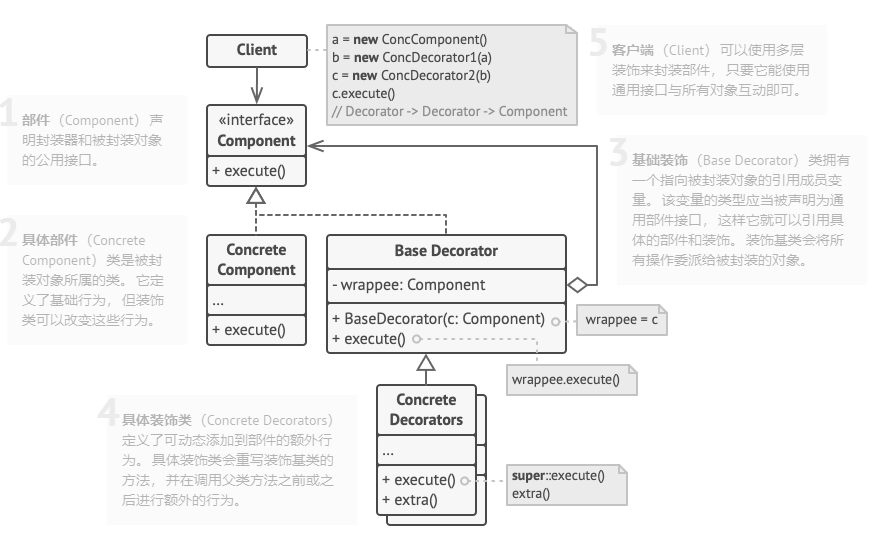 Client
a = new ConcComponent()
b = new ConcDecorator1(a)
c = new ConcDecorator2(b)
c.execute()
// Decorator -> Decorator -> Component
5
客户端 （Client） 可以使用多层
装饰来封装部件， 只要它能使用
通用接口与所有对象互动即可。
1
部件 （Component） 声
明封装器和被封装对象
的公用接口。
«interface»
Component
+ execute()
3
基础装饰 （Base Decorator） 类拥有
一个指向被封装对象的引用成员变
量。 该变量的类型应当被声明为通
用部件接口， 这样它就可以引用具
体的部件和装饰。 装饰基类会将所
有操作委派给被封装的对象。
2
具体部件 （Concrete
Component） 类是被封
装对象所属的类。 它定
义了基础行为， 但装饰
类可以改变这些行为。
Concrete
Component
...
+ execute()
Base Decorator
- wrappee: Component
+ BaseDecorator(c: Component)
+ execute()
wrappee = c
wrappee.execute()
4
具体装饰类 （Concrete Decorators）
定义了可动态添加到部件的额外行
为。 具体装饰类会重写装饰基类的
方法， 并在调用父类方法之前或之
后进行额外的行为。
Concrete
Decorators
...
+ execute()
+ extra()
super::execute()
extra()